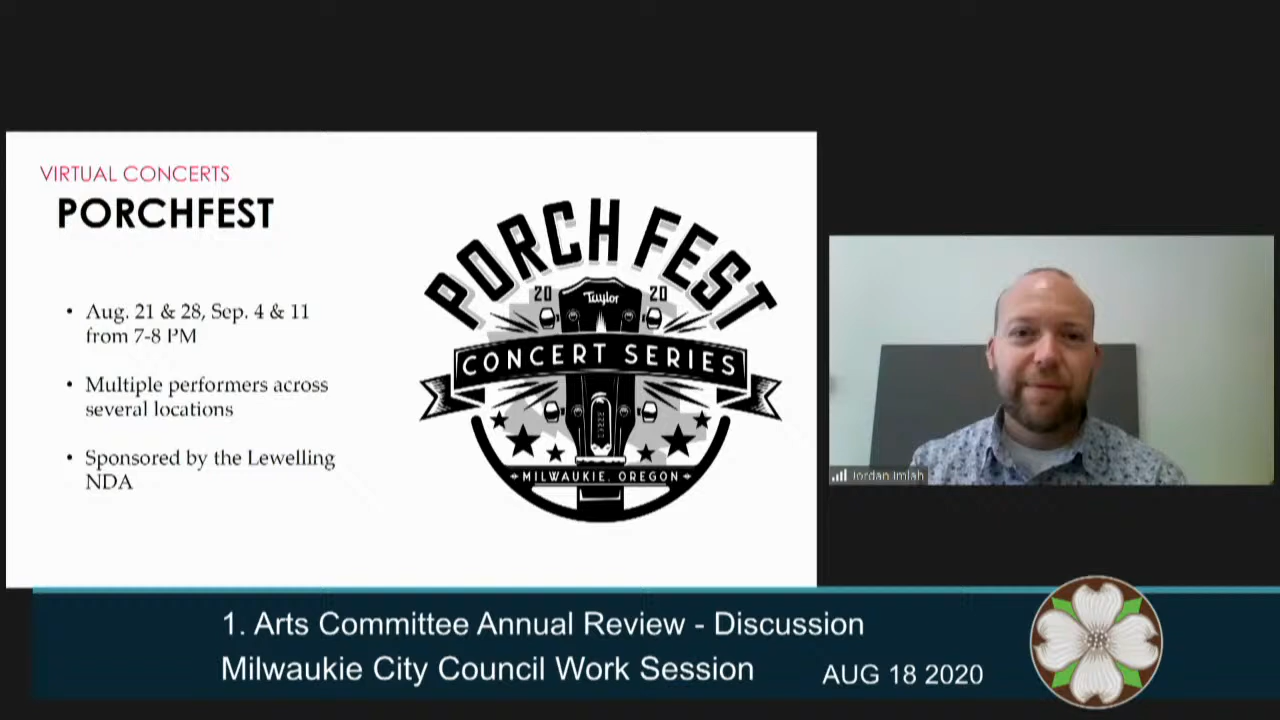 VIRTUAL CONCERTS
PORCHFEST
• Aug. 21 & 28, Sep. 4 & 11
from 7-8 PM
• Multiple performers across
several locations
• Sponsored by the Lewelling
NDA
PORCH FEST
20 20
Taylor
CONCERT SERIES
MILWAUKIE, OREGON
Jordan Imlah
1. Arts Committee Annual Review - Discussion
Milwaukie City Council Work Session
AUG 18 2020